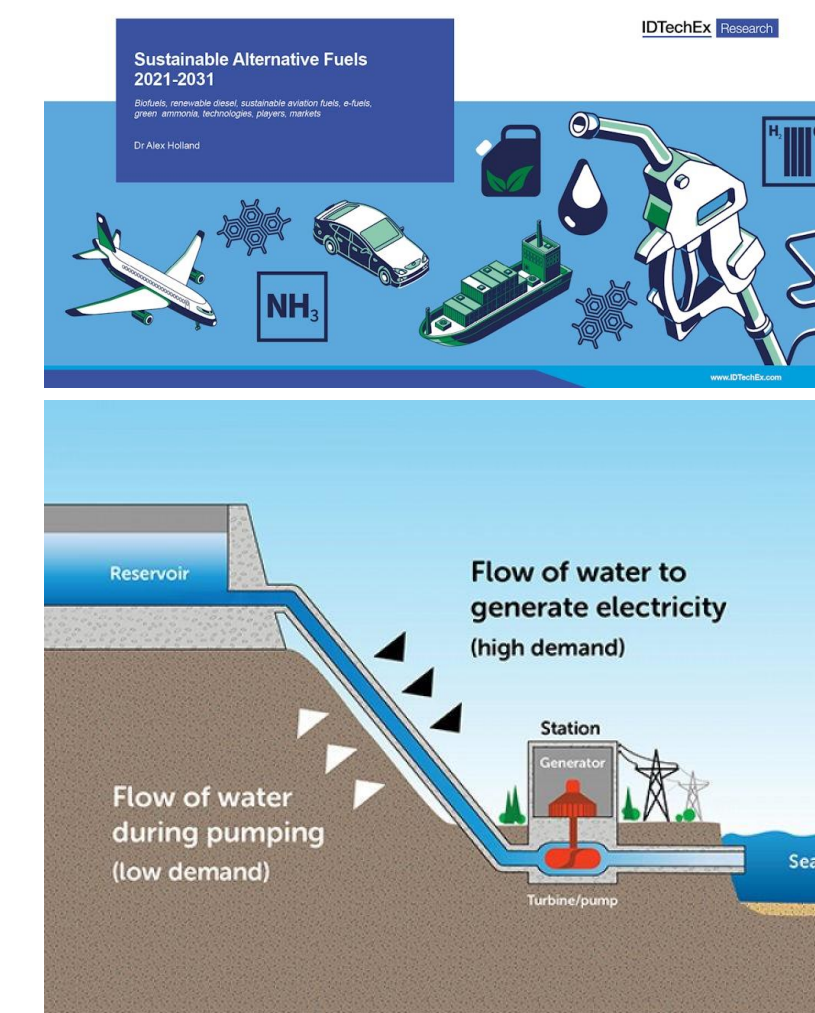 IDTechEx Research
Sustainable Alternative Fuels
2021-2031
Biofuels, renewable diesel, sustainable aviation fuels, e-fuels,
green ammonia, technologies, players, markets
Dr Alex Holland
H₂
NH₃
www.IDTechEx.com
Reservoir
Flow of water to
generate electricity
(high demand)
Station
Generator
Flow of water
during pumping
(low demand)
Sea
Turbine/pump